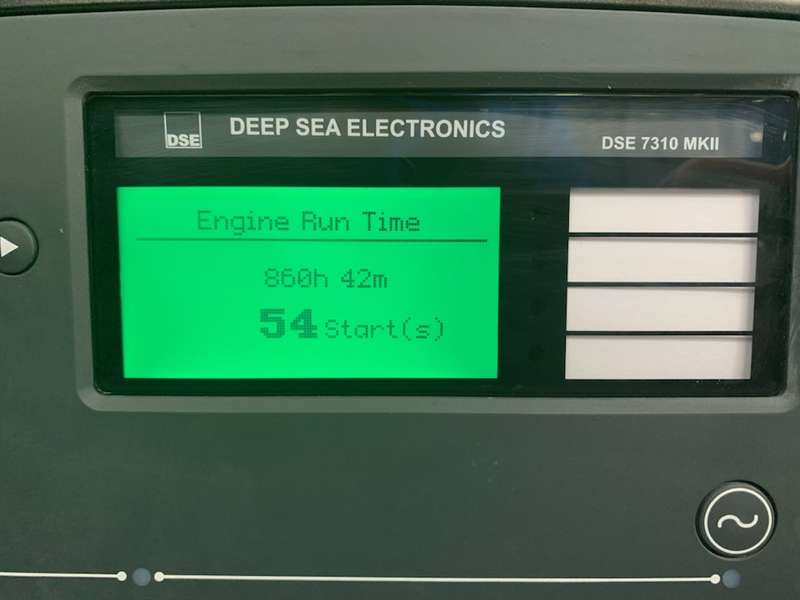 DSE
DEEP SEA ELECTRONICS
DSE 7310 MKII
Engine Run Time
860h 42m
54 Start(s)